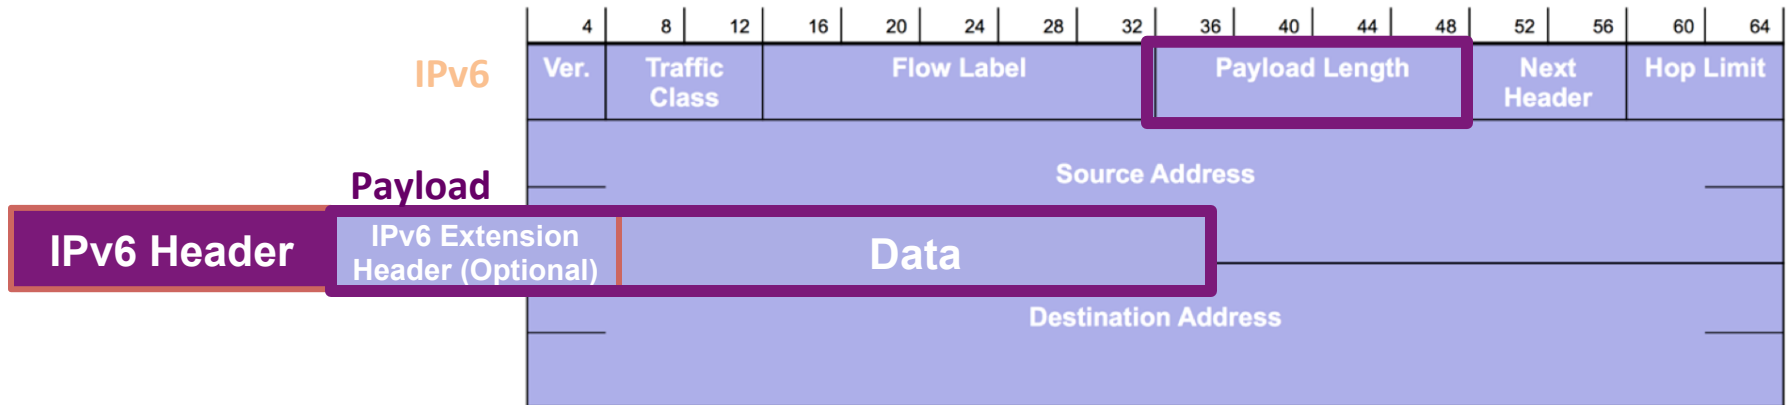 4 8 12 16 20 24 28 32 36 40 44 48 52 56 60 64
IPv6
Ver.
Traffic
Class
Flow Label
Payload Length
Next
Header
Hop Limit
Source Address
Payload
IPv6 Header
IPv6 Extension
Header (Optional)
Data
Destination Address